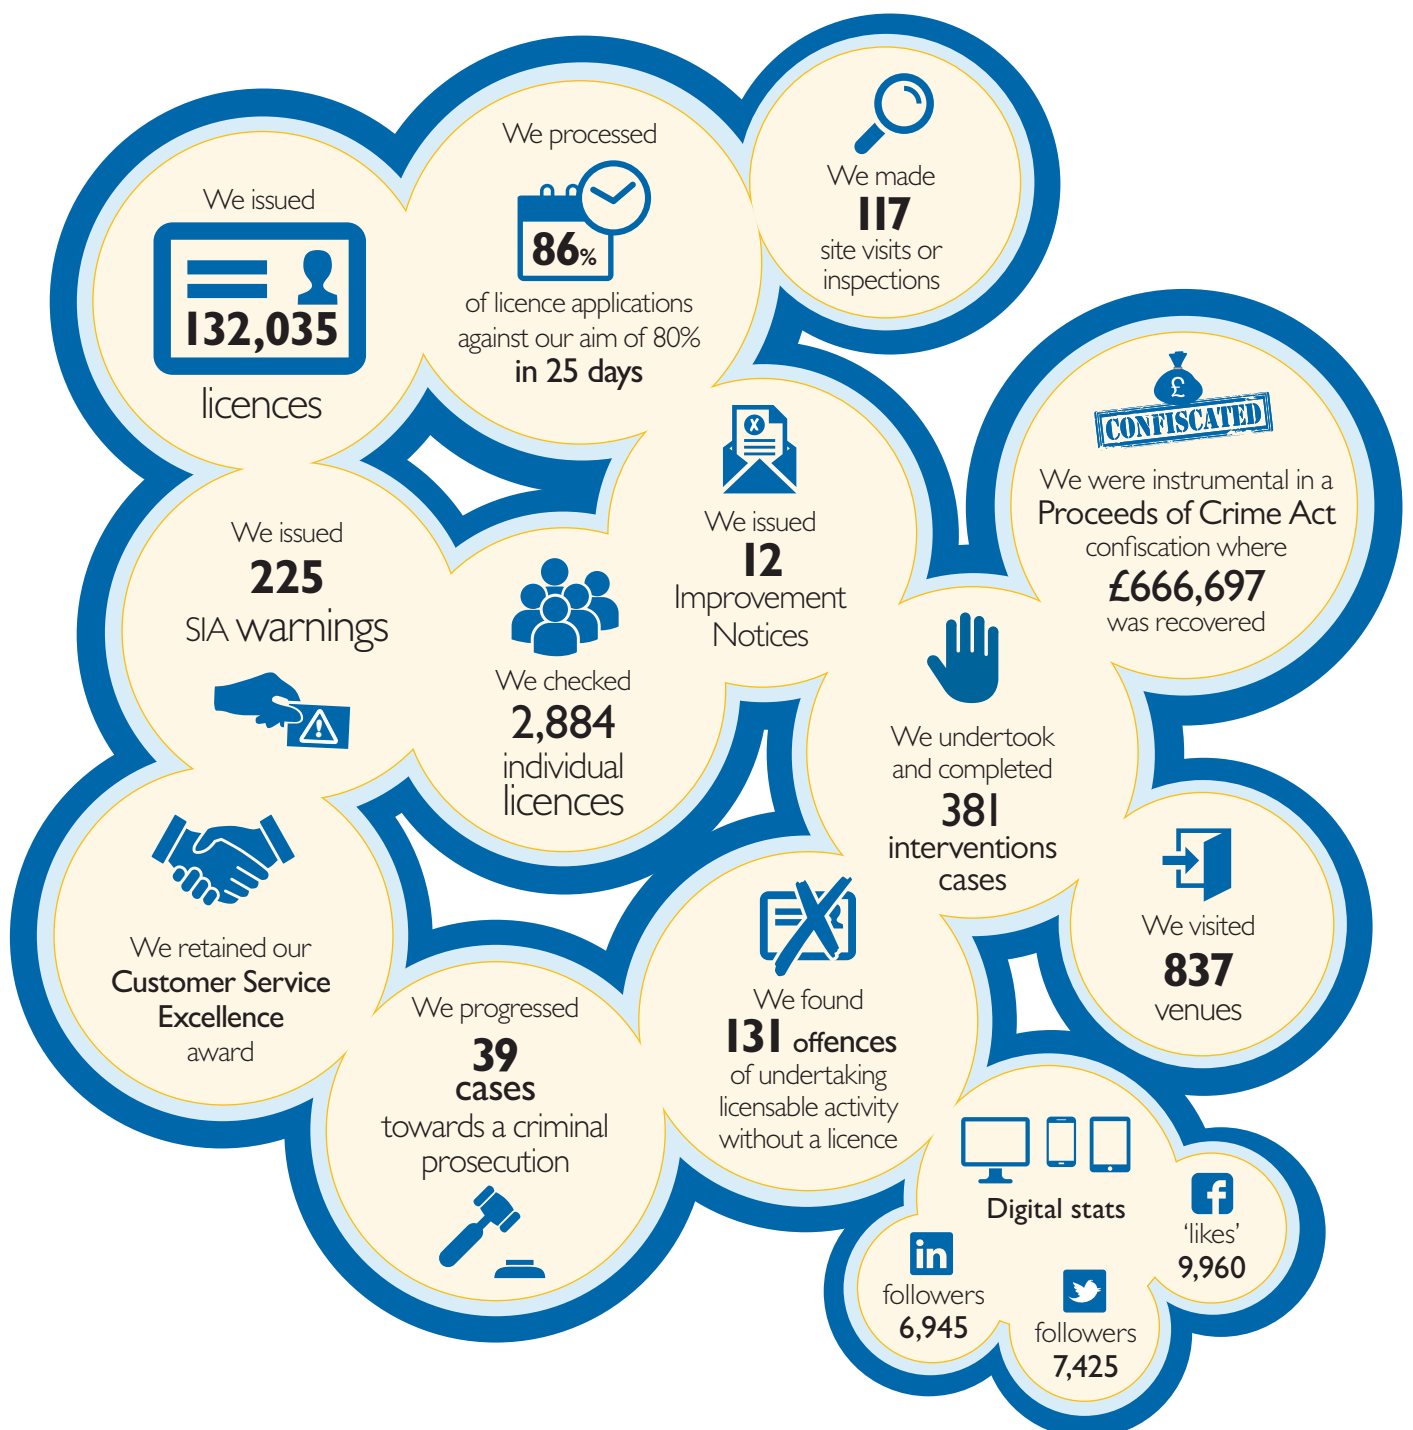 We issued
132,035
licences
We processed
86%
of licence applications
against our aim of 80%
in 25 days
We made
117
site visits or
inspections
£
CONFISCATED
We were instrumental in a
Proceeds of Crime Act
confiscation where
£666,697
was recovered
We issued
225
SIA warnings
We checked
2,884
individual
licences
X
We issued
12
Improvement
Notices
We undertook
and completed
381
interventions
cases
We visited
837
venues
We retained our
Customer Service
Excellence
award
We progressed
39
cases
towards a criminal
prosecution
We found
131 offences
of undertaking
licensable activity
without a licence
Digital stats
in
followers
6,945
followers
7,425
f
‘likes’
9,960